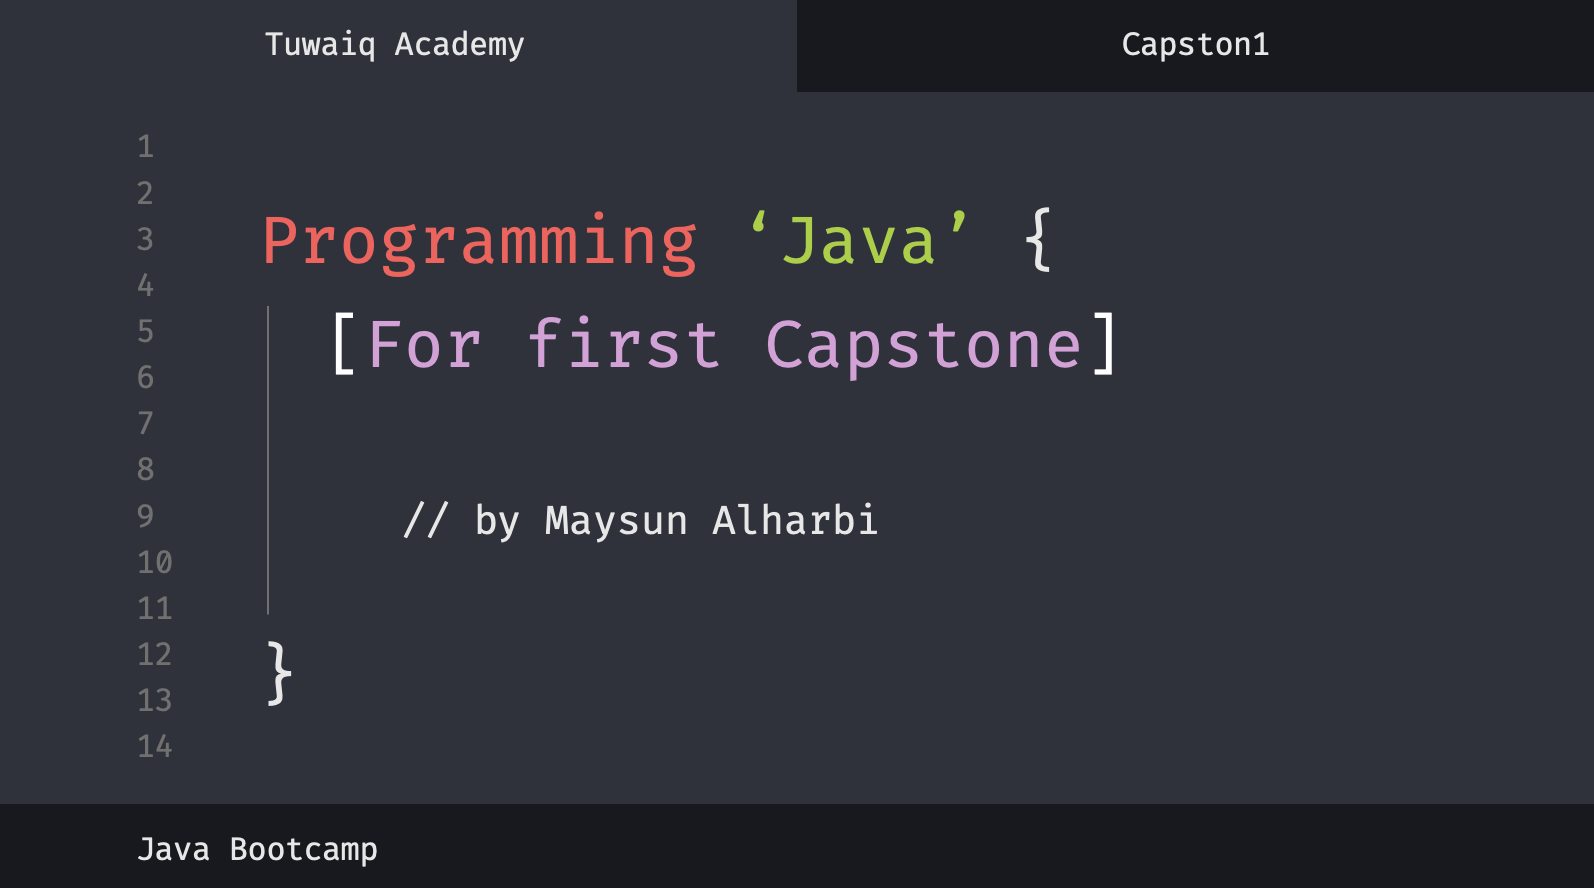 Tuwaiq Academy
Capston1
1
2
3
4
5
6
7
8
9
10
11
12
13
14
Programming ‘Java’ {
[For first Capstone]
// by Maysun Alharbi
}
Java Bootcamp